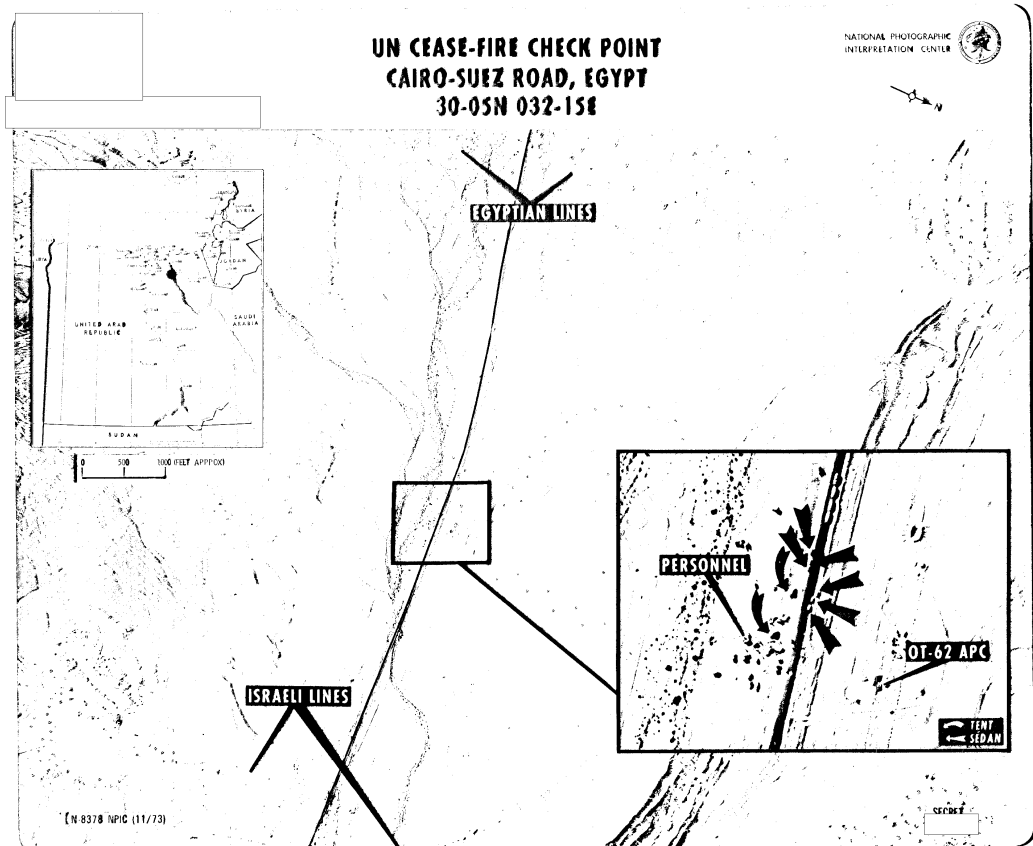 UN CEASE-FIRE CHECK POINT
CAIRO-SUEZ ROAD, EGYPT
30-05N 032-15E
NATIONAL PHOTOGRAPHIC
INTERPRETATION CENTER
N
EGYPTIAN LINES
SYRIA
JORDAN
SAUDI
ARABIA
UNITED ARAB
REPUBLIC
SUDAN
0 500 1000 (FEET APPROX)
PERSONNEL
OT-62 APC
TENT
SEDAN
ISRAELI LINES
N-8378 NPIC (11/73)
SECRET